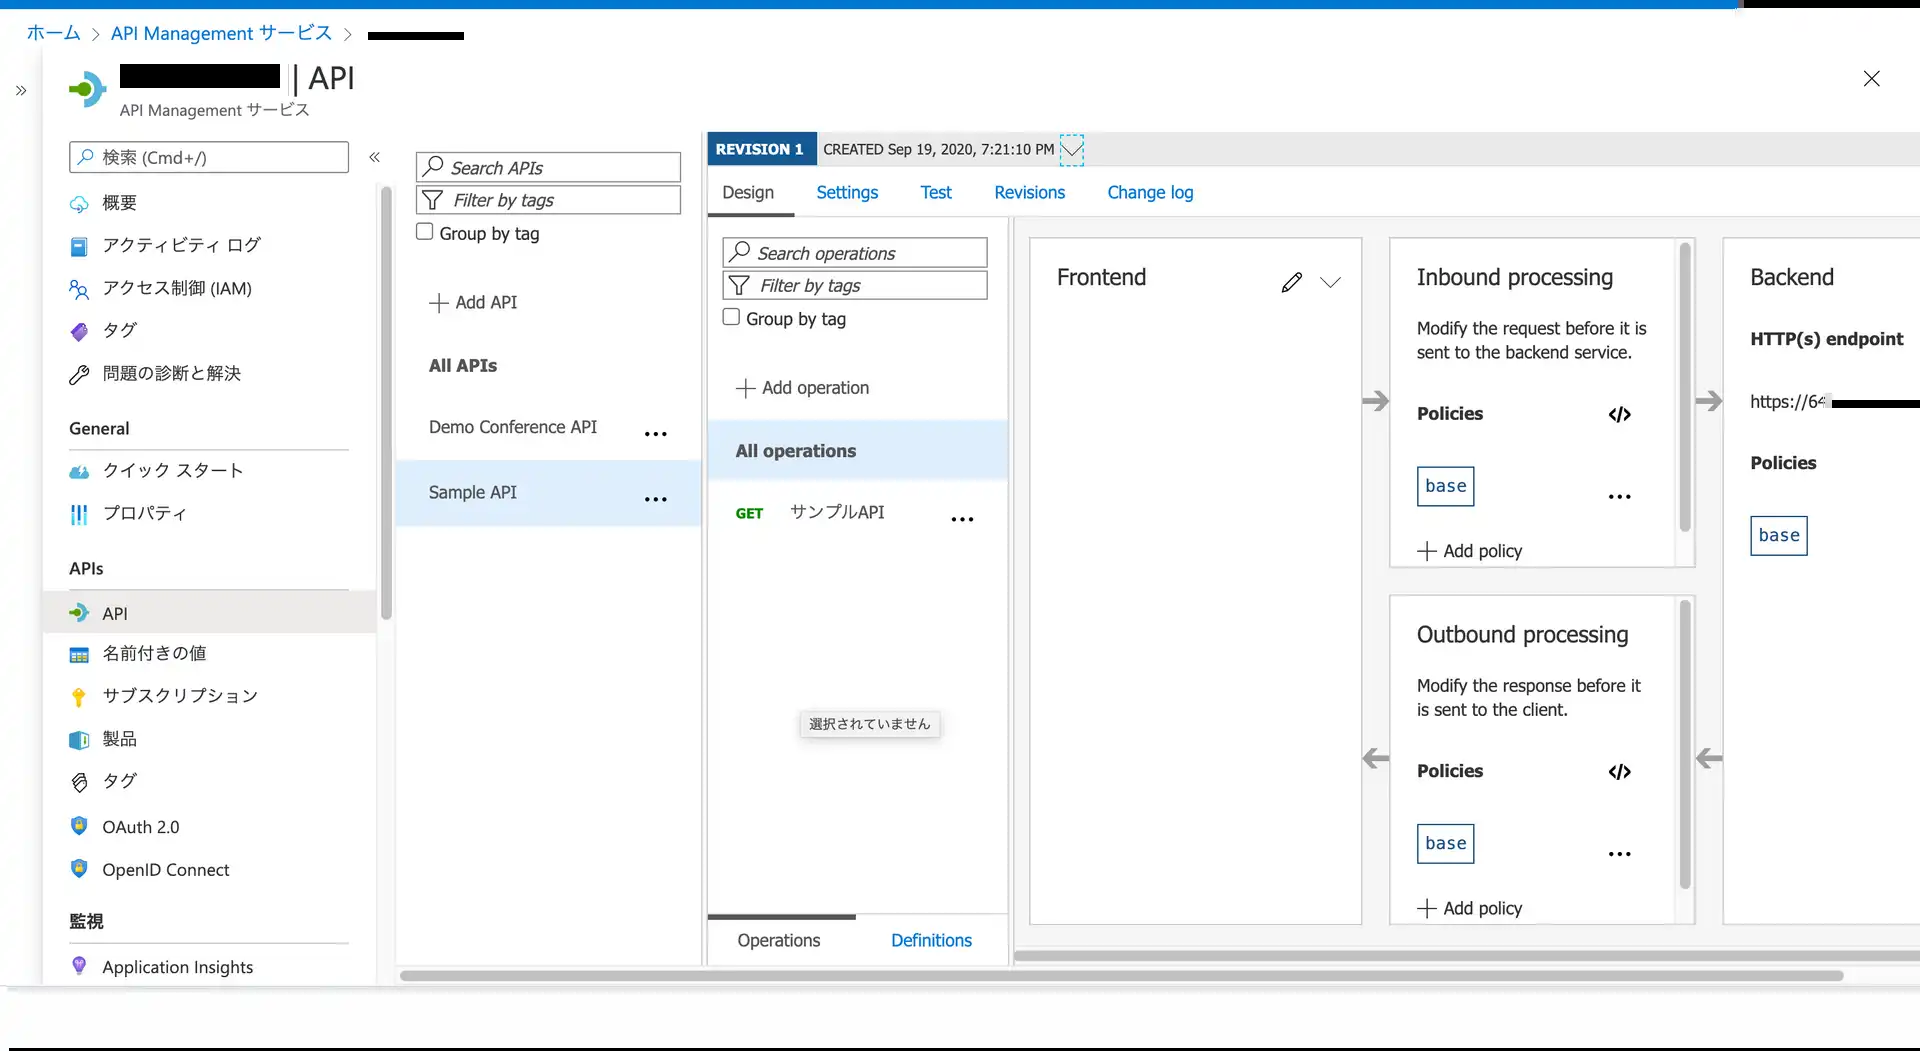 ホーム > API Management サービス >
| API
API Management サービス
検索 (Cmd+/)
概要
アクティビティ ログ
アクセス制御 (IAM)
タグ
問題の診断と解決
General
クイック スタート
プロパティ
APIs
API
名前付きの値
サブスクリプション
製品
タグ
OAuth 2.0
OpenID Connect
監視
Application Insights
Search APIs
Filter by tags
Group by tag
Add API
All APIs
Demo Conference API
Sample API
REVISION 1 CREATED Sep 19, 2020, 7:21:10 PM
Design Settings Test Revisions Change log
Search operations
Filter by tags
Group by tag
Add operation
All operations
GET サンプルAPI
選択されていません
Operations Definitions
Frontend
Inbound processing
Modify the request before it is
sent to the backend service.
Policies </>
base
Add policy
Outbound processing
Modify the response before it
is sent to the client.
Policies </>
base
Add policy
Backend
HTTP(s) endpoint
https://64
Policies
base